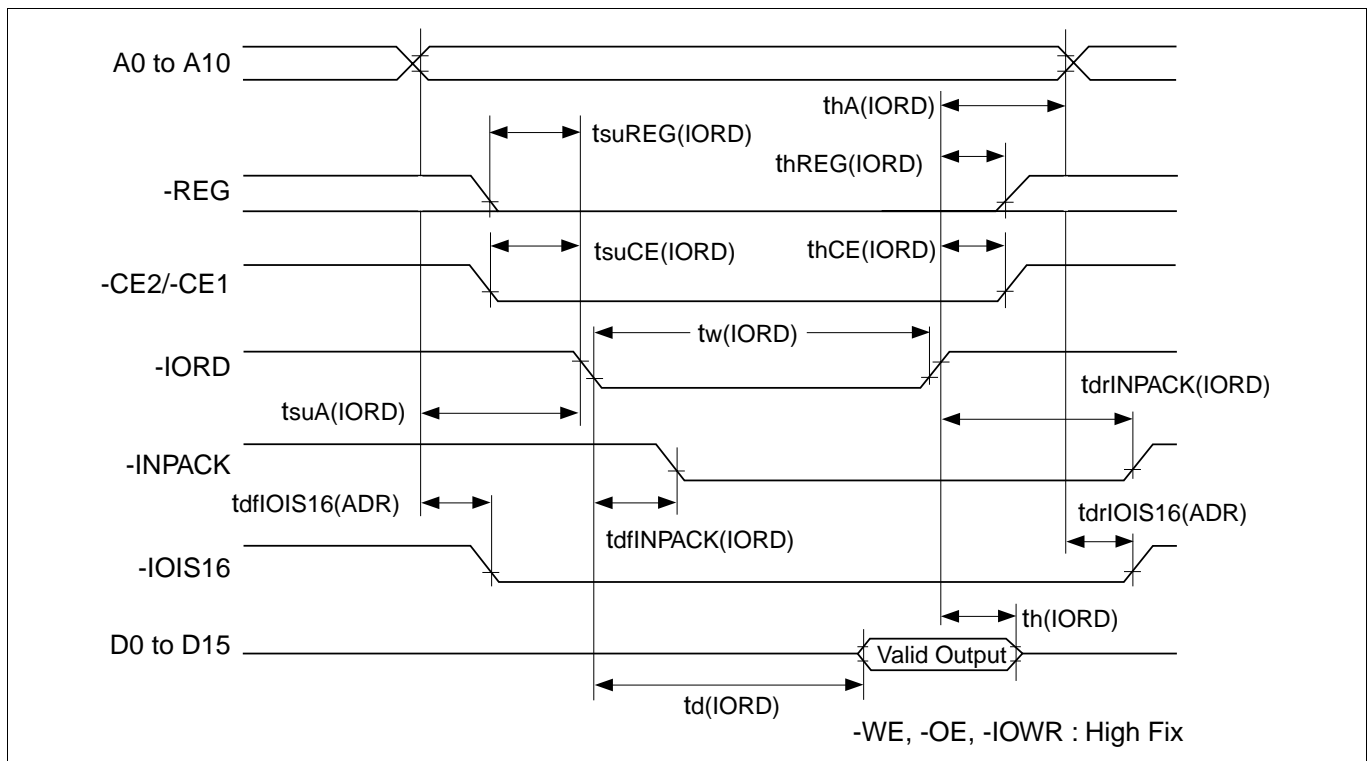 A0 to A10
thA(IORD)
tsuREG(IORD)
thREG(IORD)
-REG
tsuCE(IORD)
thCE(IORD)
-CE2/-CE1
tw(IORD)
-IORD
tdrINPACK(IORD)
tsuA(IORD)
-INPACK
tdfIOIS16(ADR)
tdrIOIS16(ADR)
tdfINPACK(IORD)
-IOIS16
th(IORD)
D0 to D15
Valid Output
td(IORD)
-WE, -OE, -IOWR : High Fix